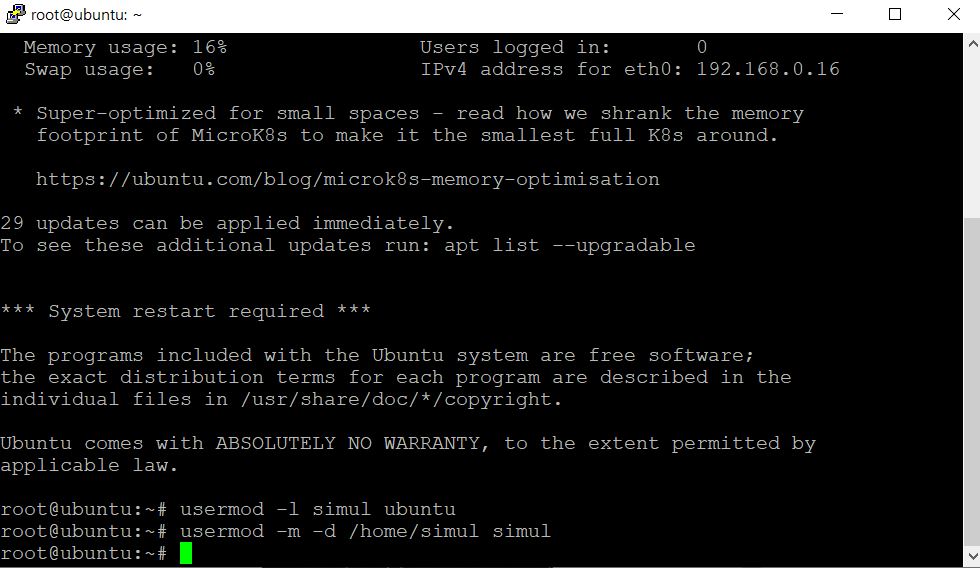 root@ubuntu: ~
Memory usage: 16% Users logged in: 0
Swap usage: 0% IPv4 address for eth0: 192.168.0.16
* Super-optimized for small spaces - read how we shrank the memory
footprint of MicroK8s to make it the smallest full K8s around.
https://ubuntu.com/blog/microk8s-memory-optimisation
29 updates can be applied immediately.
To see these additional updates run: apt list --upgradable
*** System restart required ***
The programs included with the Ubuntu system are free software;
the exact distribution terms for each program are described in the
individual files in /usr/share/doc/*/copyright.
Ubuntu comes with ABSOLUTELY NO WARRANTY, to the extent permitted by
applicable law.
root@ubuntu:~# usermod -l simul ubuntu
root@ubuntu:~# usermod -m -d /home/simul simul
root@ubuntu:~#